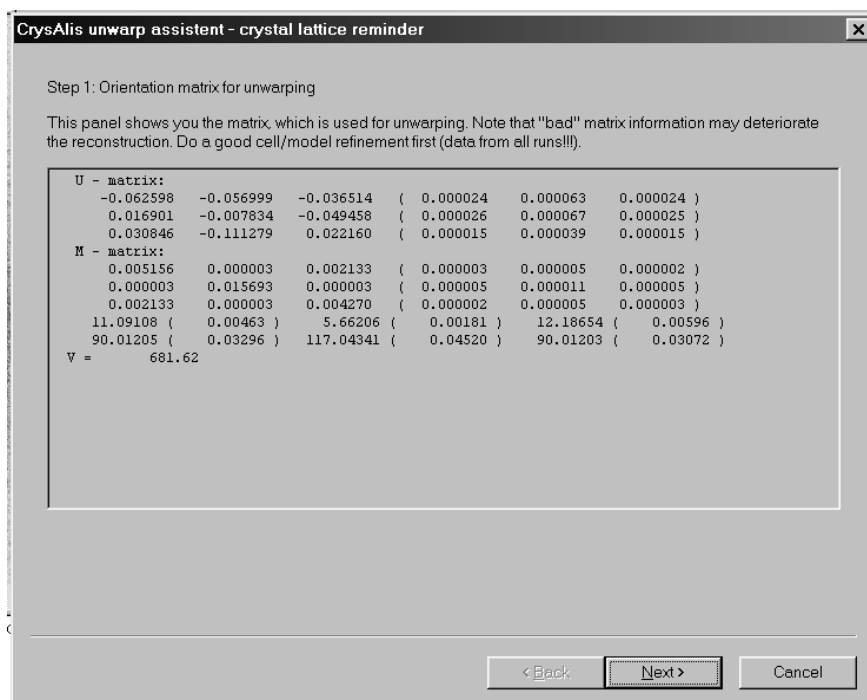 CrysAlis unwarp assistent - crystal lattice reminder
Step 1: Orientation matrix for unwarping
This panel shows you the matrix, which is used for unwarping. Note that "bad" matrix information may deteriorate
the reconstruction. Do a good cell/model refinement first (data from all runs!!!).
U - matrix:
-0.062598 -0.056999 -0.036514 ( 0.000024 0.000063 0.000024 )
0.016901 -0.007834 -0.049458 ( 0.000026 0.000067 0.000025 )
0.030846 -0.111279 0.022160 ( 0.000015 0.000039 0.000015 )
M - matrix:
0.005156 0.000003 0.002133 ( 0.000003 0.000005 0.000002 )
0.000003 0.015693 0.000003 ( 0.000005 0.000011 0.000005 )
0.002133 0.000003 0.004270 ( 0.000002 0.000005 0.000003 )
11.09108 ( 0.00463 ) 5.66206 ( 0.00181 ) 12.18654 ( 0.00596 )
90.01205 ( 0.03296 ) 117.04341 ( 0.04520 ) 90.01203 ( 0.03072 )
V = 681.62
< Back Next > Cancel